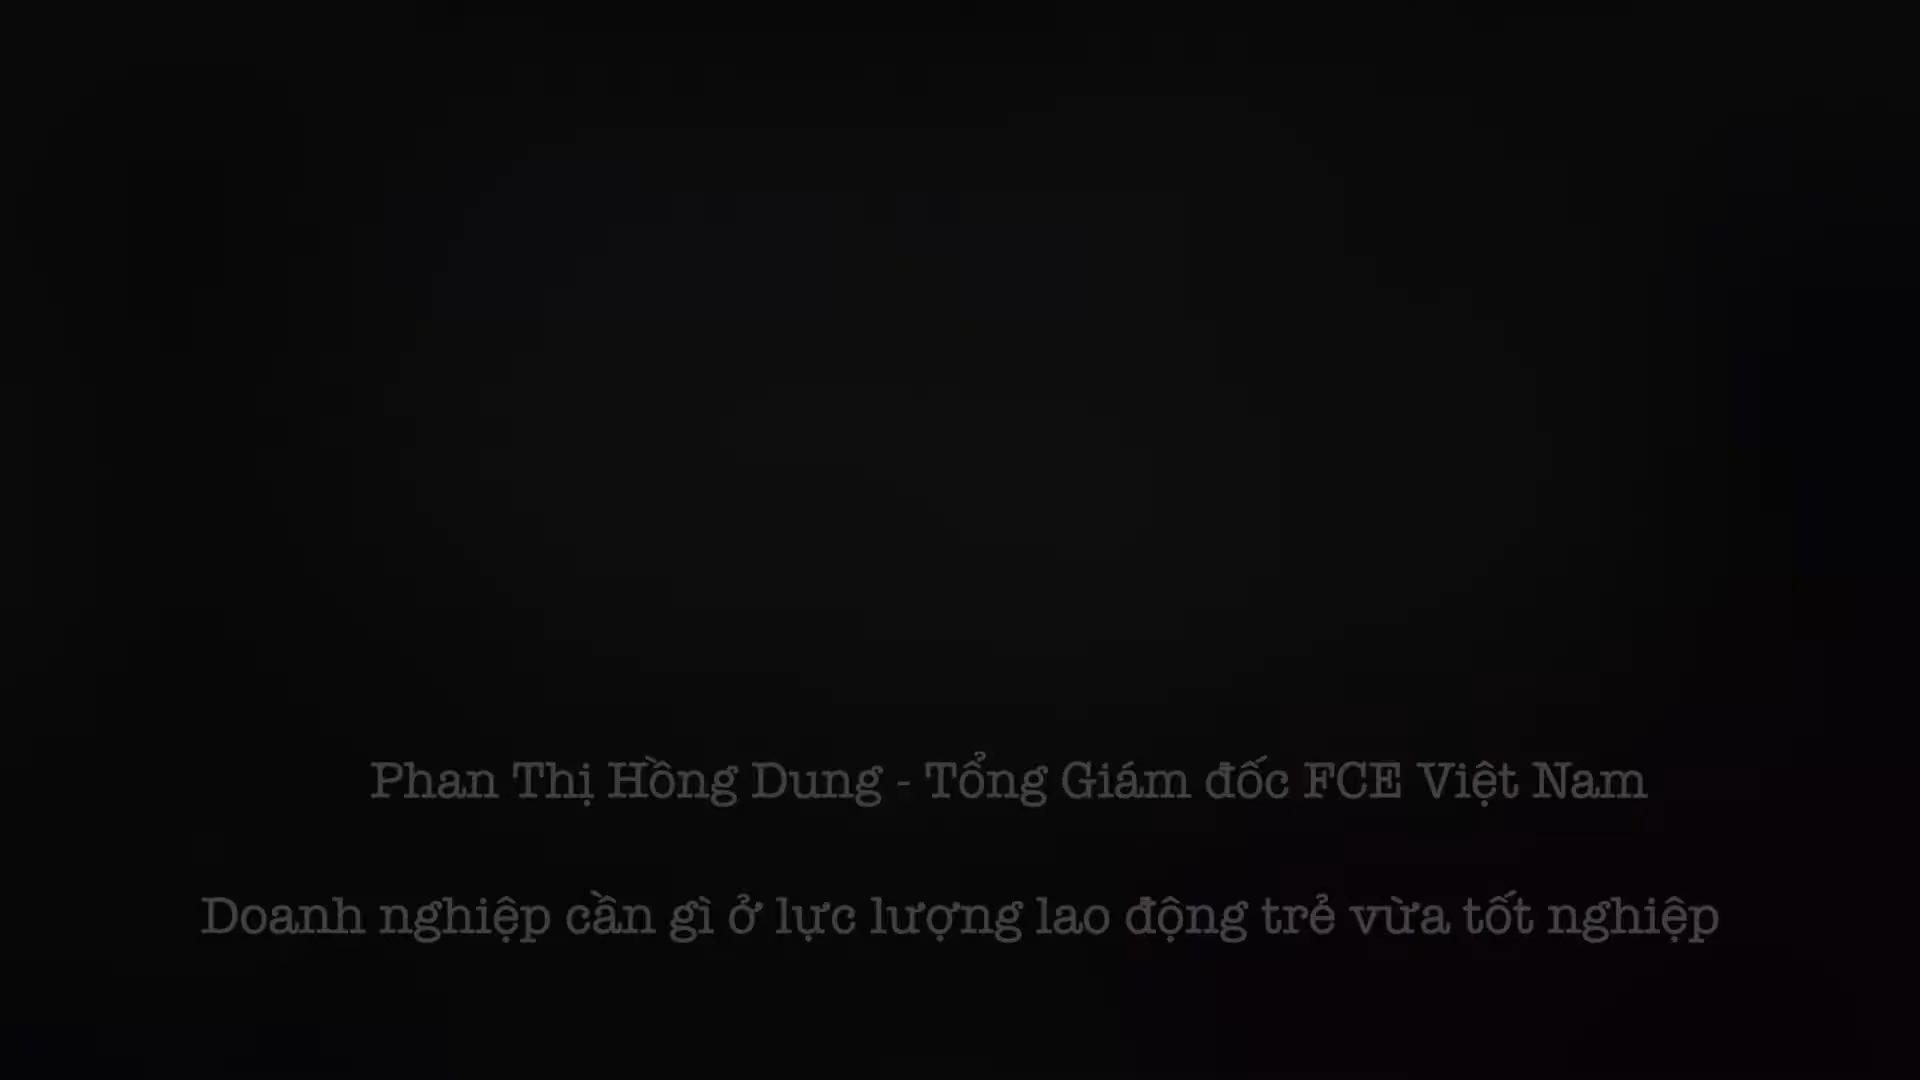 Phan Thị Hồng Dung - Tổng Giám đốc FCE Việt Nam
Doanh nghiệp cần gì ở lực lượng lao động trẻ vừa tốt nghiệp